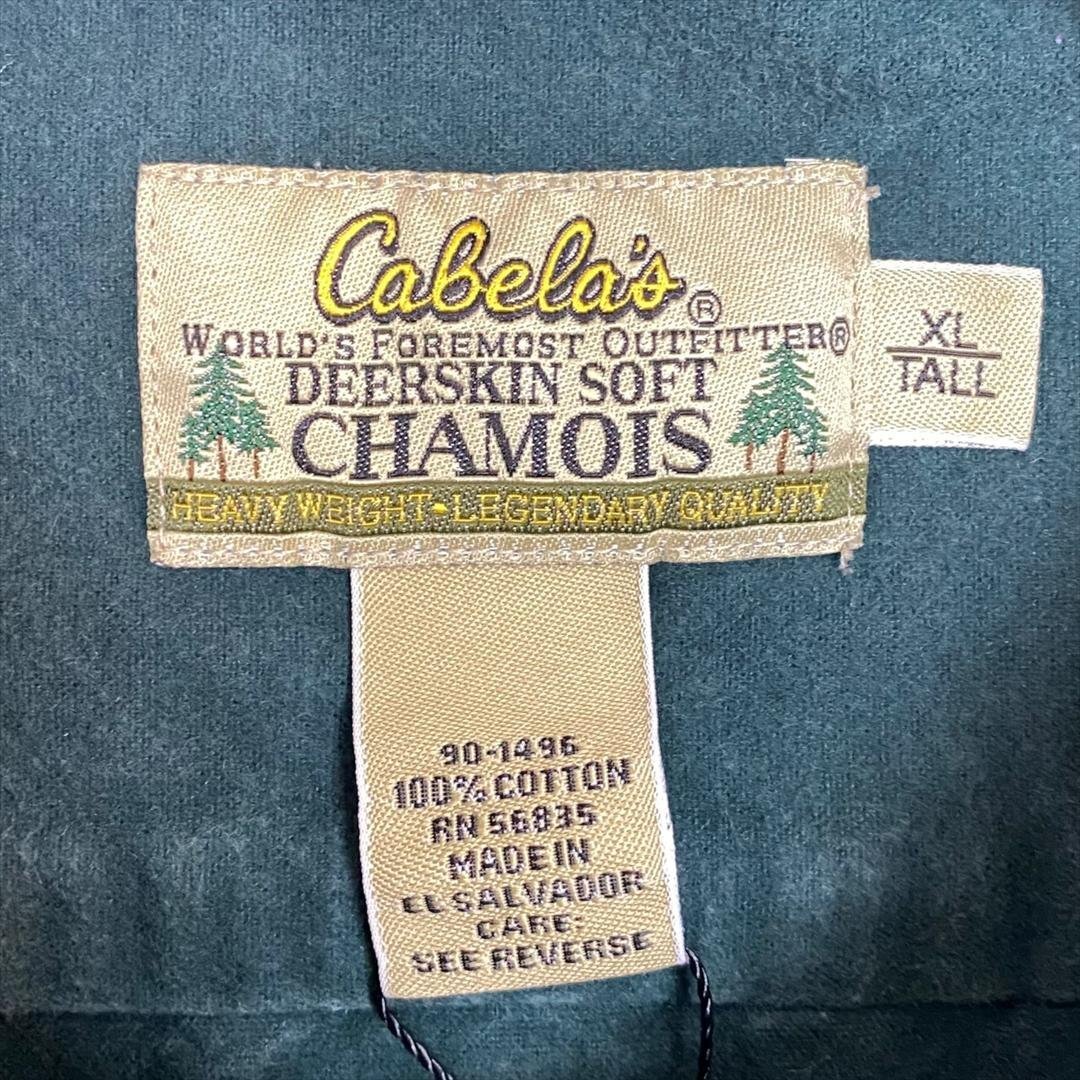 Cabela's®
WORLD'S FOREMOST OUTFITTER®
DEERSKIN SOFT
CHAMOIS
HEAVY WEIGHT-LEGENDARY QUALITY
XL
TALL
90-1496
100% COTTON
RN 56835
MADE IN
EL SALVADOR
CARE:
SEE REVERSE